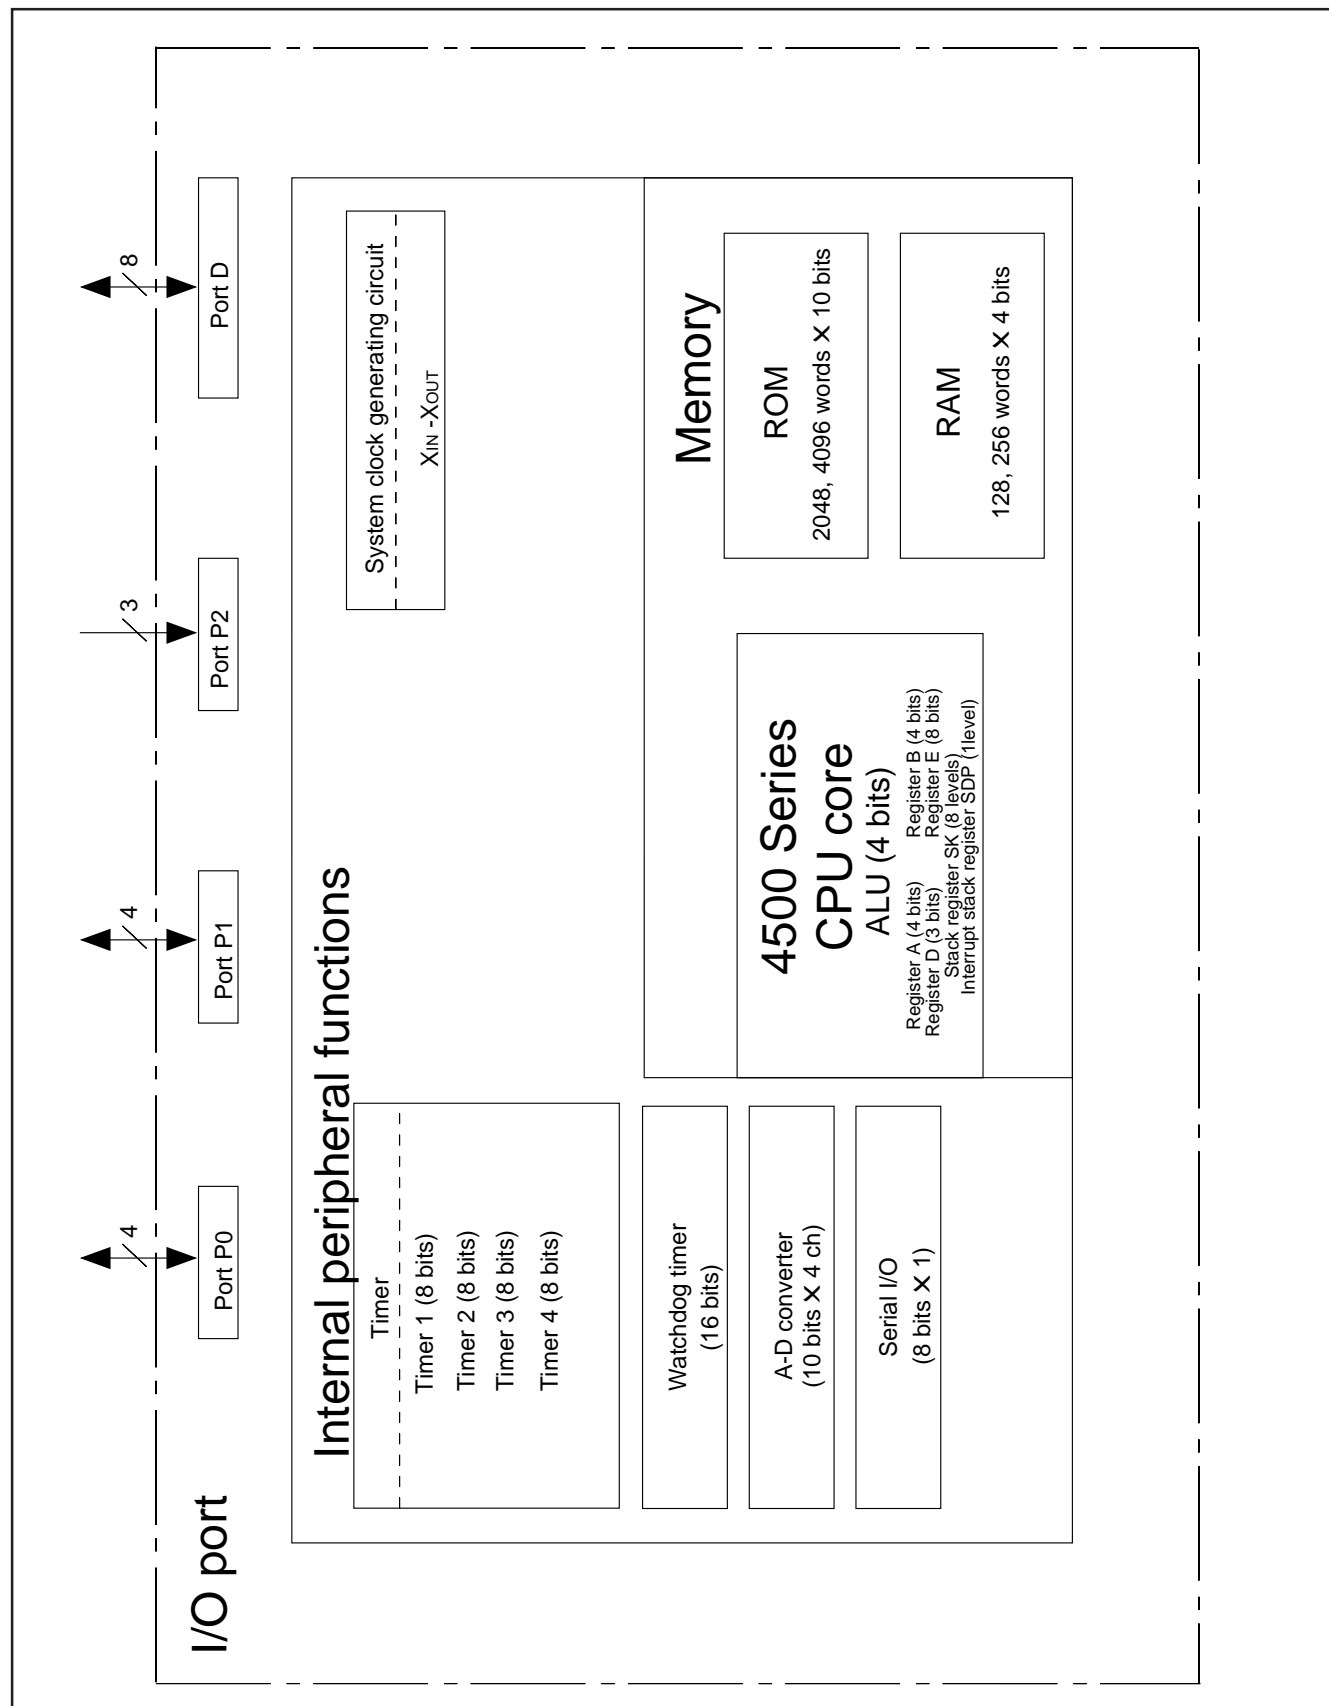 I/O port
4
4
3
8
Port P0
Port P1
Port P2
Port D
Internal peripheral functions
Timer
Timer 1 (8 bits)
Timer 2 (8 bits)
Timer 3 (8 bits)
Timer 4 (8 bits)
System clock generating circuit
XIN -XOUT
Watchdog timer
(16 bits)
A-D converter
(10 bits X 4 ch)
Serial I/O
(8 bits X 1)
4500 Series
CPU core
ALU (4 bits)
Register A (4 bits) Register B (4 bits)
Register D (3 bits) Register E (8 bits)
Stack register SK (8 levels)
Interrupt stack register SDP (1level)
Memory
ROM
2048, 4096 words X 10 bits
RAM
128, 256 words X 4 bits